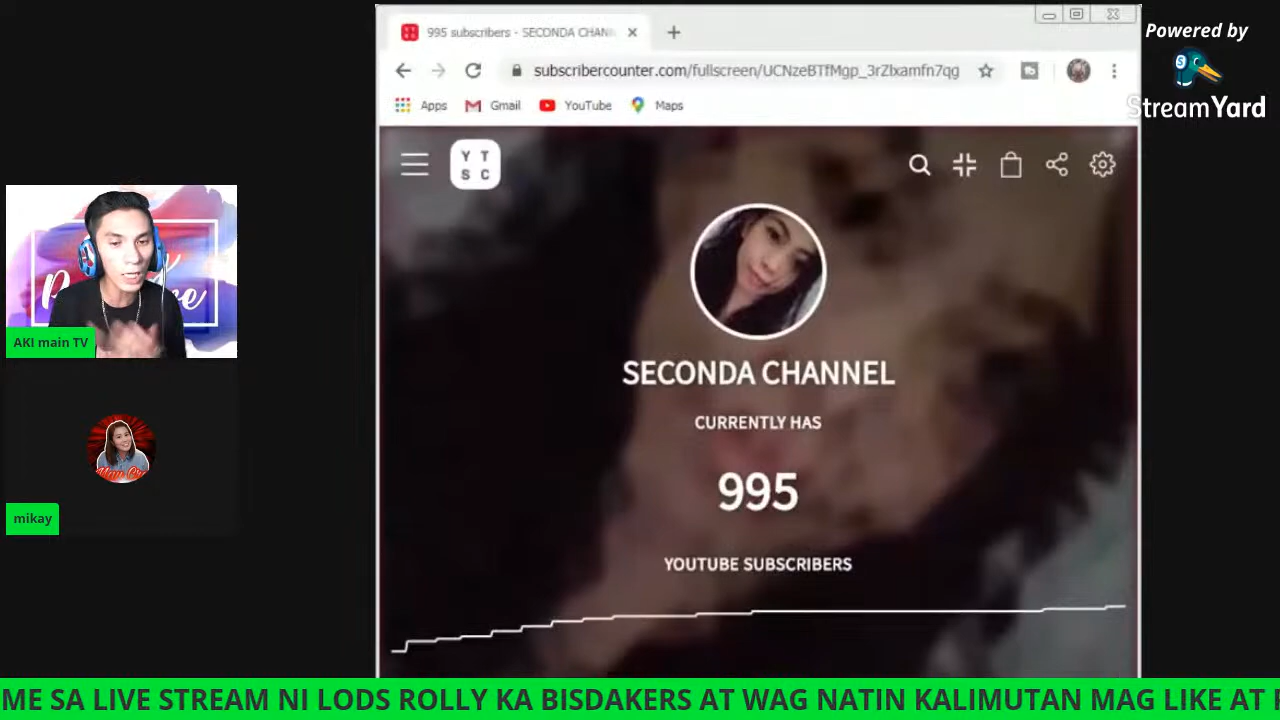 995 subscribers - SECONDA CHAN
Powered by
StreamYard
subscribercounter.com/fullscreen/UCNzeBTfMgp_3rZlxamfn7qg
Apps
Gmail
YouTube
Maps
Y T
S C
AKI main TV
mikay
SECONDA CHANNEL
CURRENTLY HAS
995
YOUTUBE SUBSCRIBERS
ME SA LIVE STREAM NI LODS ROLLY KA BISDAKERS AT WAG NATIN KALIMUTAN MAG LIKE AT